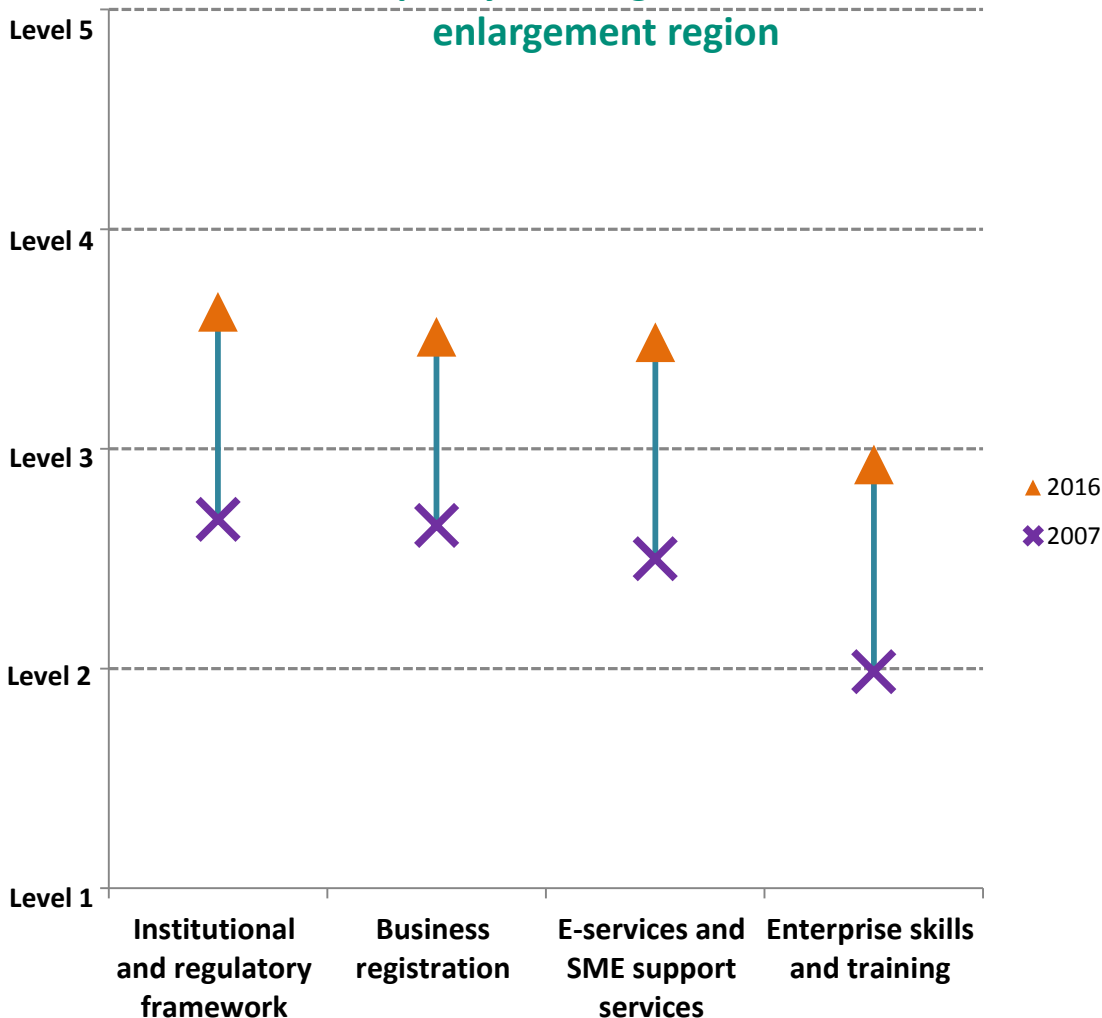 enlargement region
Level 5
Level 4
Level 3
Level 2
Level 1
2016
2007
Institutional
and regulatory
framework
Business
registration
E-services and
SME support
services
Enterprise skills
and training